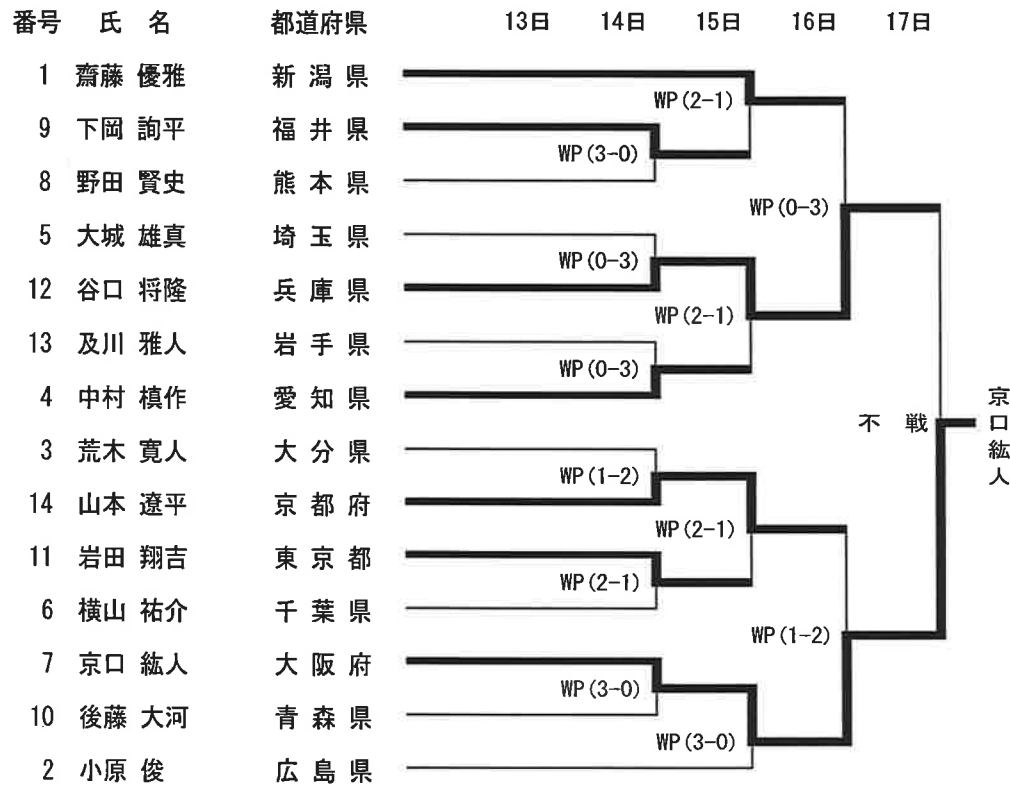 番号 氏 名 都道府県 13日 14日 15日 16日 17日
1 齋藤 優雅 新潟県
WP(2-1)
9 下岡 詢平 福井県
WP(3-0)
8 野田 賢史 熊本県
WP(0-3)
5 大城 雄真 埼玉県
WP(0-3)
12 谷口 将隆 兵庫県
WP(2-1)
13 及川 雅人 岩手県
WP(0-3)
4 中村 槙作 愛知県
不 戦
京口紘人
3 荒木 寛人 大分県
WP(1-2)
14 山本 遼平 京都府
WP(2-1)
11 岩田 翔吉 東京都
WP(2-1)
6 横山 祐介 千葉県
WP(1-2)
7 京口 紘人 大阪府
WP(3-0)
10 後藤 大河 青森県
WP(3-0)
2 小原 俊 広島県